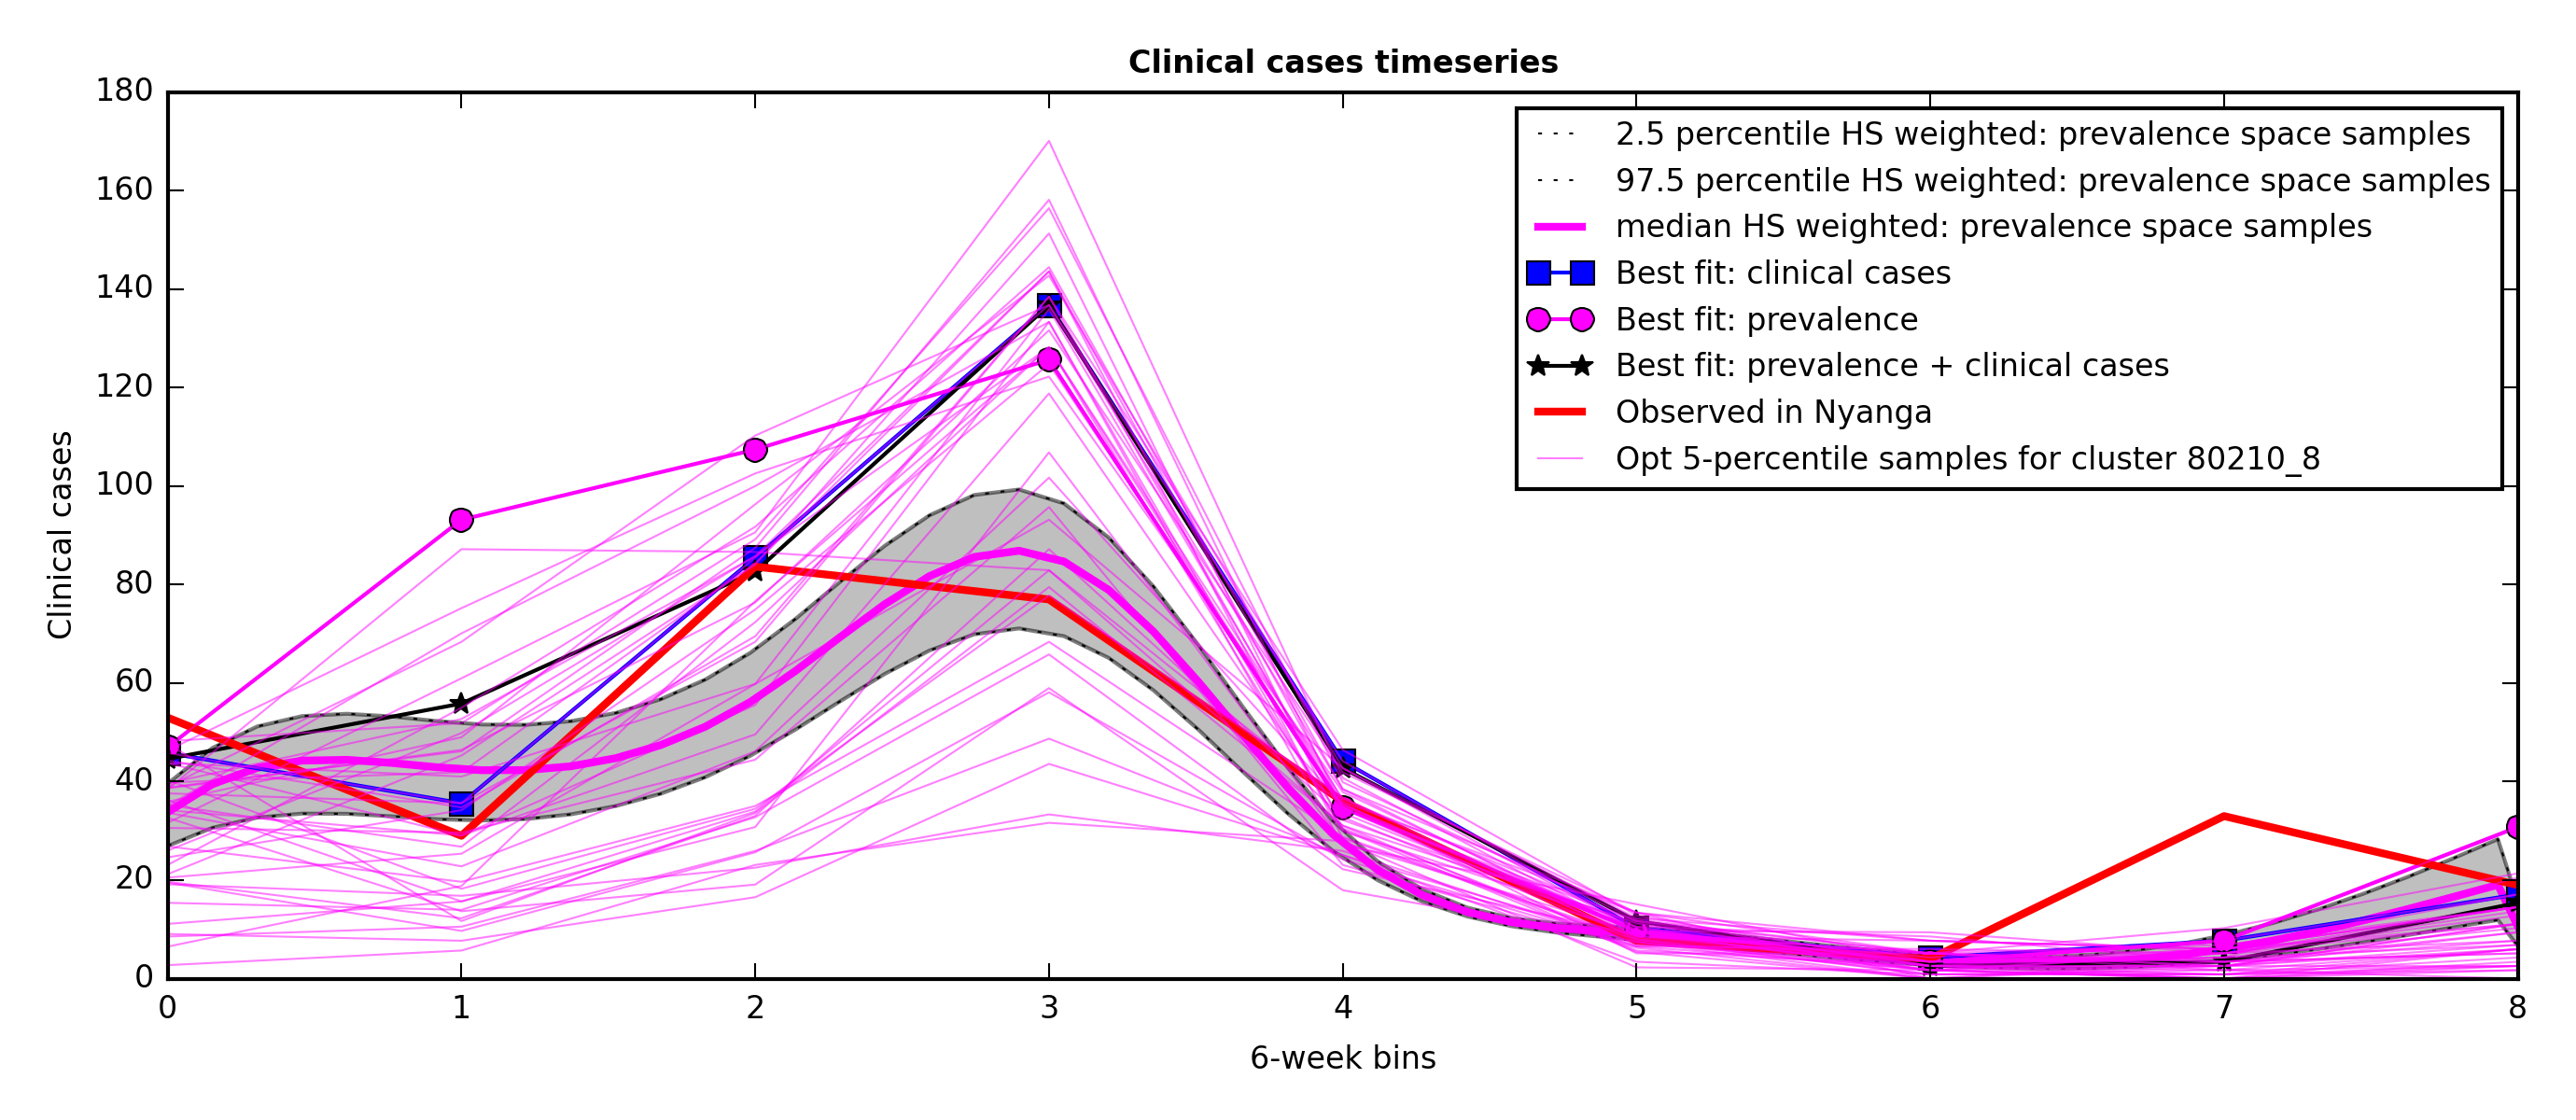 Clinical cases timeseries
180
160
140
120
100
80
60
40
20
0
Clinical cases
2.5 percentile HS weighted: prevalence space samples
97.5 percentile HS weighted: prevalence space samples
median HS weighted: prevalence space samples
Best fit: clinical cases
Best fit: prevalence
Best fit: prevalence + clinical cases
Observed in Nyanga
Opt 5-percentile samples for cluster 80210_8
0 1 2 3 4 5 6 7 8
6-week bins